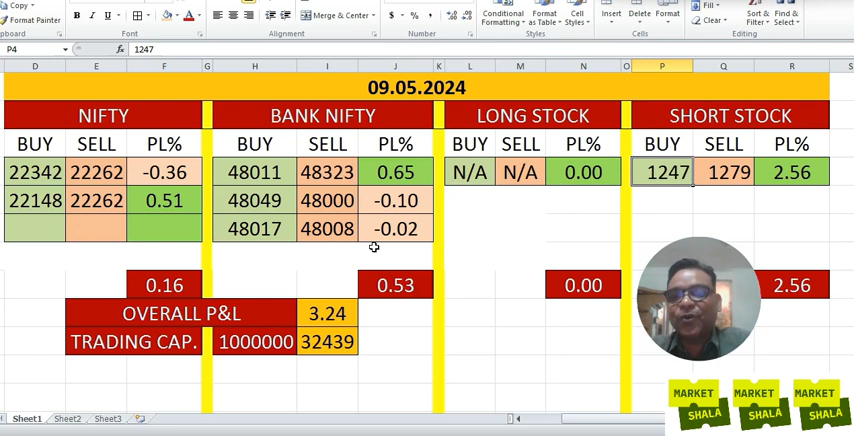 Copy
Format Painter
Clipboard
B I U
Font
Merge & Center
Alignment
$ % ,
Number
Conditional Formatting
Format as Table
Cell Styles
Styles
Insert Delete Format
Cells
Fill
Clear
Sort & Filter
Find & Select
Editing
P4 fx 1247
D E F G H I J K L M N O P Q R S
09.05.2024
NIFTY BANK NIFTY LONG STOCK SHORT STOCK
BUY SELL PL% BUY SELL PL% BUY SELL PL% BUY SELL PL%
22342 22262 -0.36 48011 48323 0.65 N/A N/A 0.00 1247 1279 2.56
22148 22262 0.51 48049 48000 -0.10
48017 48008 -0.02
0.16 0.53 0.00 2.56
OVERALL P&L 3.24
TRADING CAP. 1000000 32439
Sheet1 Sheet2 Sheet3
MARKET SHALA
MARKET SHALA
MARKET SHALA